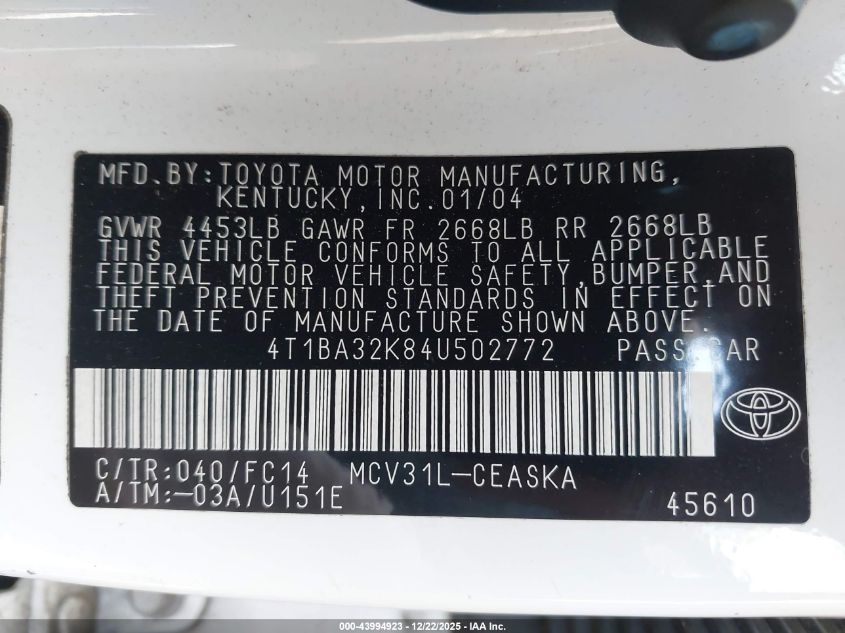 MFD. BY: TOYOTA MOTOR MANUFACTURING,
KENTUCKY, INC. 01/04
GVWR 4453LB GAWR FR 2668LB RR 2668LB
THIS VEHICLE CONFORMS TO ALL APPLICABLE
FEDERAL MOTOR VEHICLE SAFETY, BUMPER, AND
THEFT PREVENTION STANDARDS IN EFFECT ON
THE DATE OF MANUFACTURE SHOWN ABOVE.
4T1BA32K84U502772 PASS. CAR
C/TR: 040/FC14 MCV31L-CEASKA
A/TM: -03A/U151E
45610
000-43994923 - 12/22/2025 - IAA Inc.